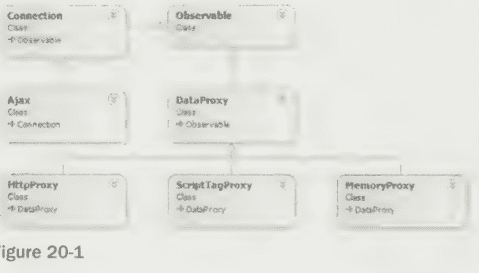 Connection
Class
Observable
Observable
Class
Ajax
Class
Connection
DataProxy
Class
Observable
HttpProxy
Class
DataProxy
ScriptTagProxy
Class
DataProxy
MemoryProxy
Class
DataProxy
igure 20-1